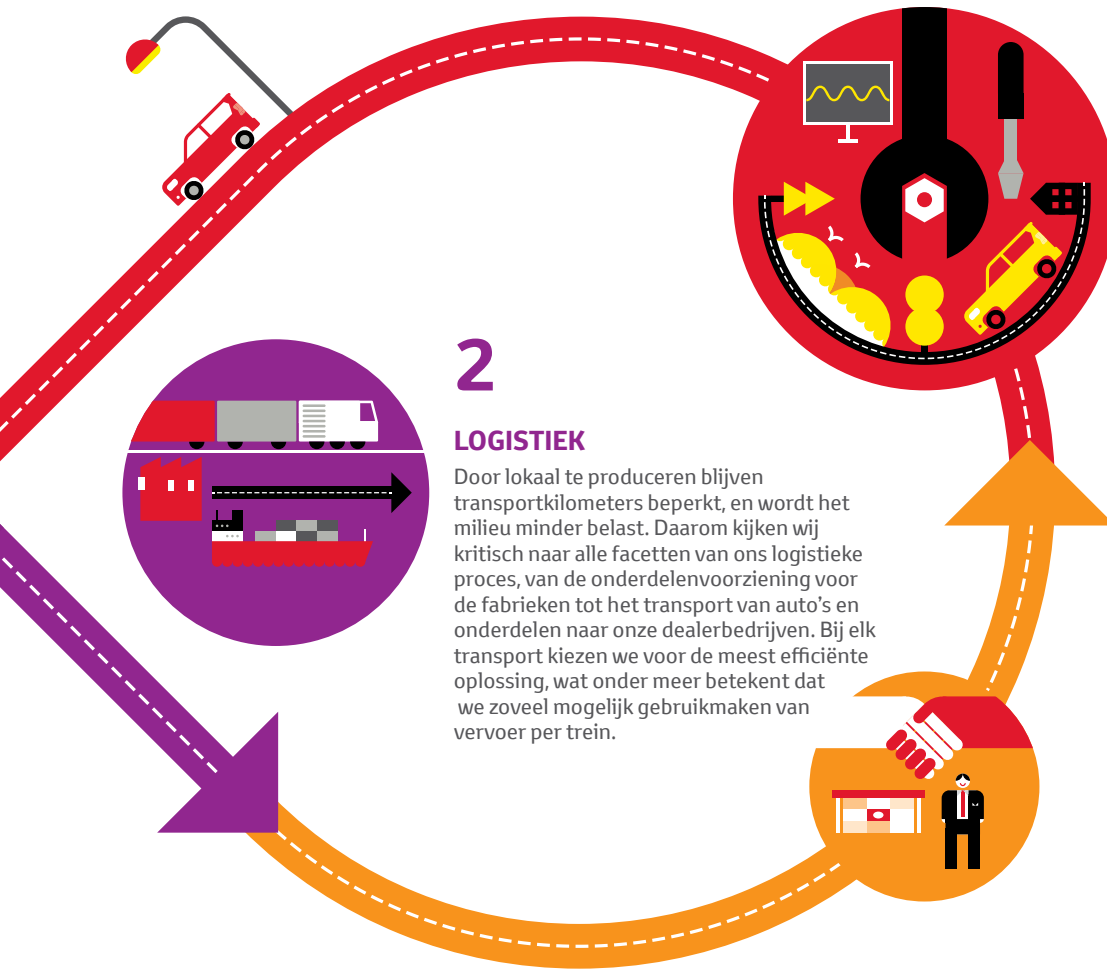 2
LOGISTIEK
Door lokaal te produceren blijven
transportkilometers beperkt, en wordt het
milieu minder belast. Daarom kijken wij
kritisch naar alle facetten van ons logistieke
proces, van de onderdelenvoorziening voor
de fabrieken tot het transport van auto's en
onderdelen naar onze dealerbedrijven. Bij elk
transport kiezen we voor de meest efficiënte
oplossing, wat onder meer betekent dat
we zoveel mogelijk gebruikmaken van
vervoer per trein.